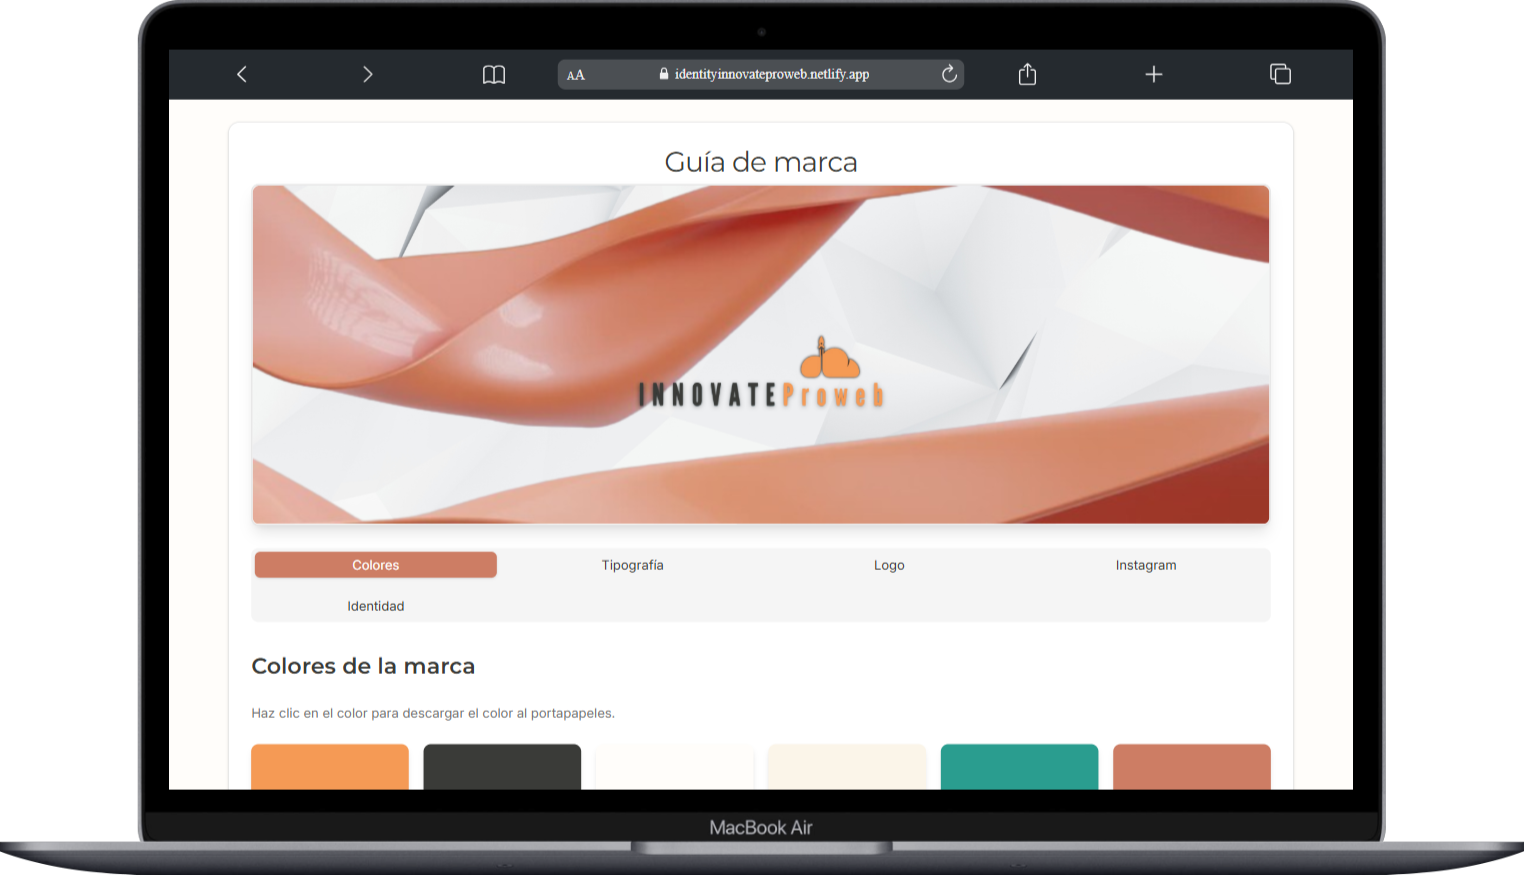 AA identityinnovateproweb.netlify.app
Guía de marca
INNOVATEProweb
Colores Tipografía Logo Instagram
Identidad
Colores de la marca
Haz clic en el color para descargar el color al portapapeles.
MacBook Air